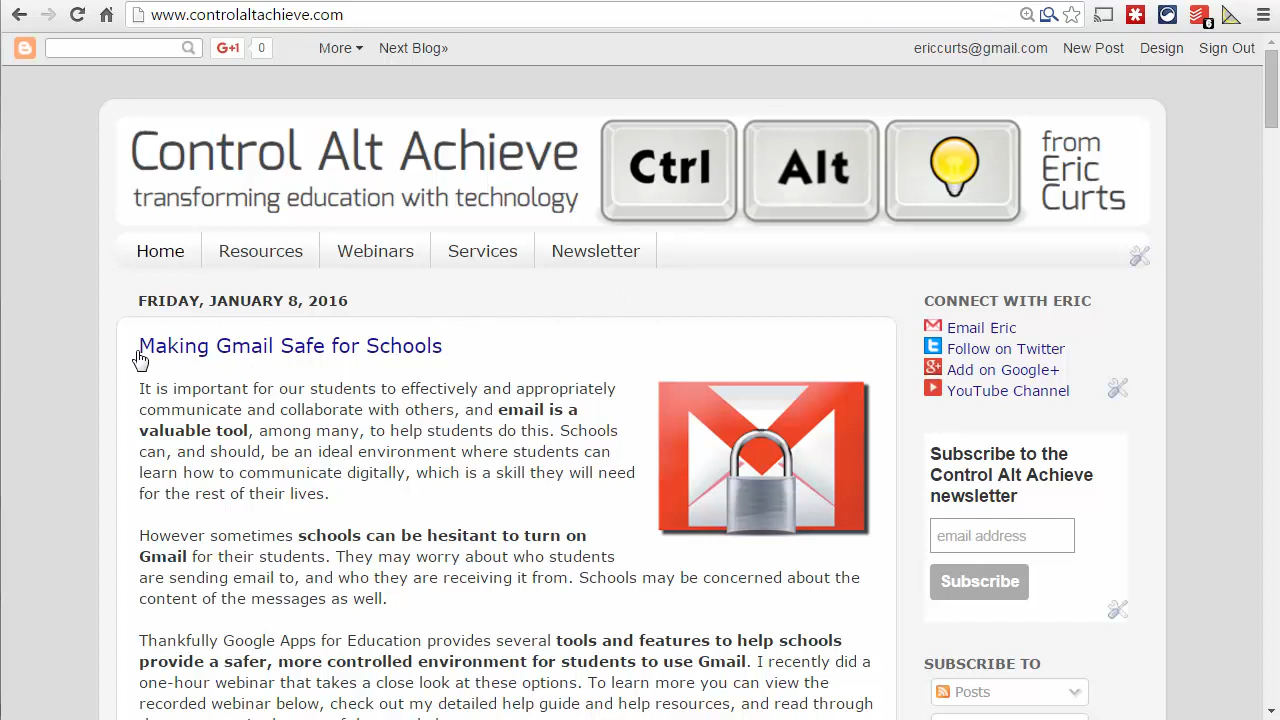 www.controlaltachieve.com
6
G+1 0 More Next Blog» ericcurts@gmail.com New Post Design Sign Out
Control Alt Achieve
transforming education with technology
Ctrl
Alt
from
Eric
Curts
Home Resources Webinars Services Newsletter
FRIDAY, JANUARY 8, 2016
Making Gmail Safe for Schools
It is important for our students to effectively and appropriately
communicate and collaborate with others, and email is a
valuable tool, among many, to help students do this. Schools
can, and should, be an ideal environment where students can
learn how to communicate digitally, which is a skill they will need
for the rest of their lives.
However sometimes schools can be hesitant to turn on
Gmail for their students. They may worry about who students
are sending email to, and who they are receiving it from. Schools may be concerned about the
content of the messages as well.
Thankfully Google Apps for Education provides several tools and features to help schools
provide a safer, more controlled environment for students to use Gmail. I recently did a
one-hour webinar that takes a close look at these options. To learn more you can view the
recorded webinar below, check out my detailed help guide and help resources, and read through
CONNECT WITH ERIC
Email Eric
Follow on Twitter
Add on Google+
YouTube Channel
Subscribe to the
Control Alt Achieve
newsletter
email address
Subscribe
SUBSCRIBE TO
Posts